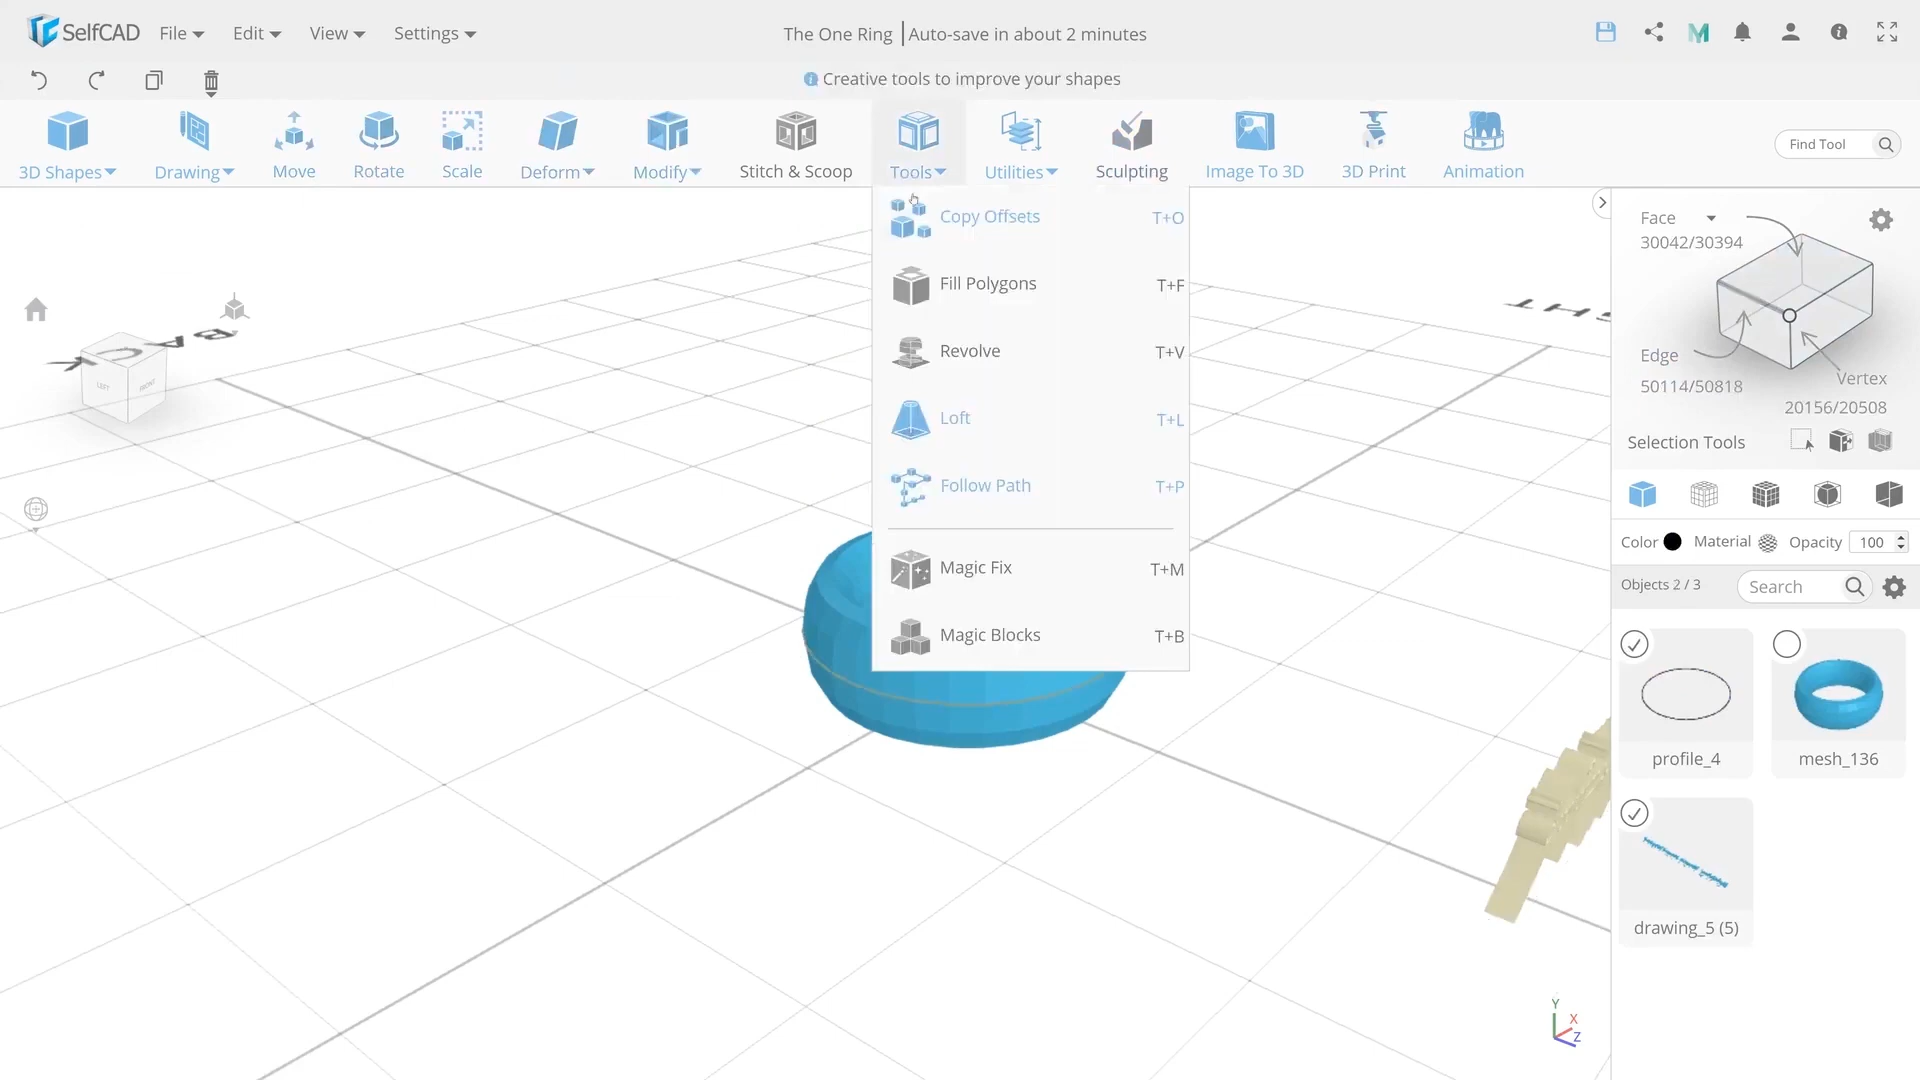 SelfCAD File Edit View Settings
The One Ring | Auto-save in about 2 minutes
Creative tools to improve your shapes
3D Shapes Drawing Move Rotate Scale Deform Modify Stitch & Scoop Tools Utilities Sculpting Image To 3D 3D Print Animation
Find Tool
Copy Offsets T+O
Fill Polygons T+F
Revolve T+V
Loft T+L
Follow Path T+P
Magic Fix T+M
Magic Blocks T+B
BACK
LEFT FRONT
Face
30042/30394
Edge
50114/50818
Vertex
20156/20508
Selection Tools
Color Material Opacity 100
Objects 2 / 3 Search
profile_4 mesh_136
drawing_5 (5)
Y
X
Z